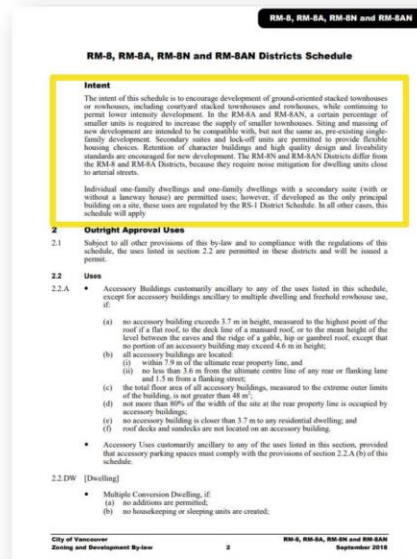 RM-8, RM-8A, RM-8N and RM-8AN
RM-8, RM-8A, RM-8N and RM-8AN Districts Schedule
Intent
The intent of this schedule is to encourage development of ground-oriented stacked townhouses
or rowhouses, including courtyard stacked townhouses and rowhouses, while continuing to
permit lower intensity development. In the RM-8A and RM-8AN, a certain percentage of
smaller units is required to increase the supply of smaller townhouses. Siting and massing of
new development are intended to be compatible with, but not the same as, pre-existing single-
family development. Secondary suites and lock-off units are permitted to provide flexible
housing choices. Retention of character buildings and high quality design and liveability
standards are encouraged for new development. The RM-8N and RM-8AN Districts differ from
the RM-8 and RM-8A Districts, because they require noise mitigation for dwelling units close
to arterial streets.
Individual one-family dwellings and one-family dwellings with a secondary suite (with or
without a laneway house) are permitted uses; however, if developed as the only principal
building on a site, these uses are regulated by the RS-1 District Schedule. In all other cases, this
schedule will apply
2 Outright Approval Uses
2.1 Subject to all other provisions of this by-law and to compliance with the regulations of this
schedule, the uses listed in section 2.2 are permitted in these districts and will be issued a
permit.
2.2 Uses
2.2.A • Accessory Buildings customarily ancillary to any of the uses listed in this schedule,
except for accessory buildings ancillary to multiple dwelling and freehold rowhouse use,
if:
(a) no accessory building exceeds 3.7 m in height, measured to the highest point of the
roof if a flat roof, to the deck line of a mansard roof, or to the mean height of the
level between the eaves and the ridge of a gable, hip or gambrel roof, except that
no portion of an accessory building may exceed 4.6 m in height;
(b) all accessory buildings are located:
(i) within 7.9 m of the ultimate rear property line, and
(ii) no less than 3.6 m from the ultimate centre line of any rear or flanking lane
and 1.5 m from a flanking street;
(c) the total floor area of all accessory buildings, measured to the extreme outer limits
of the building, is not greater than 48 m²;
(d) not more than 80% of the width of the site at the rear property line is occupied by
accessory buildings;
(e) no accessory building is closer than 3.7 m to any residential dwelling; and
(f) roof decks and sundecks are not located on an accessory building.
• Accessory Uses customarily ancillary to any of the uses listed in this section, provided
that accessory parking spaces must comply with the provisions of section 2.2.A (b) of this
schedule.
2.2.DW [Dwelling]
• Multiple Conversion Dwelling, if:
(a) no additions are permitted;
(b) no housekeeping or sleeping units are created;
City of Vancouver RM-8, RM-8A, RM-8N and RM-8AN
Zoning and Development By-law 2 September 2018